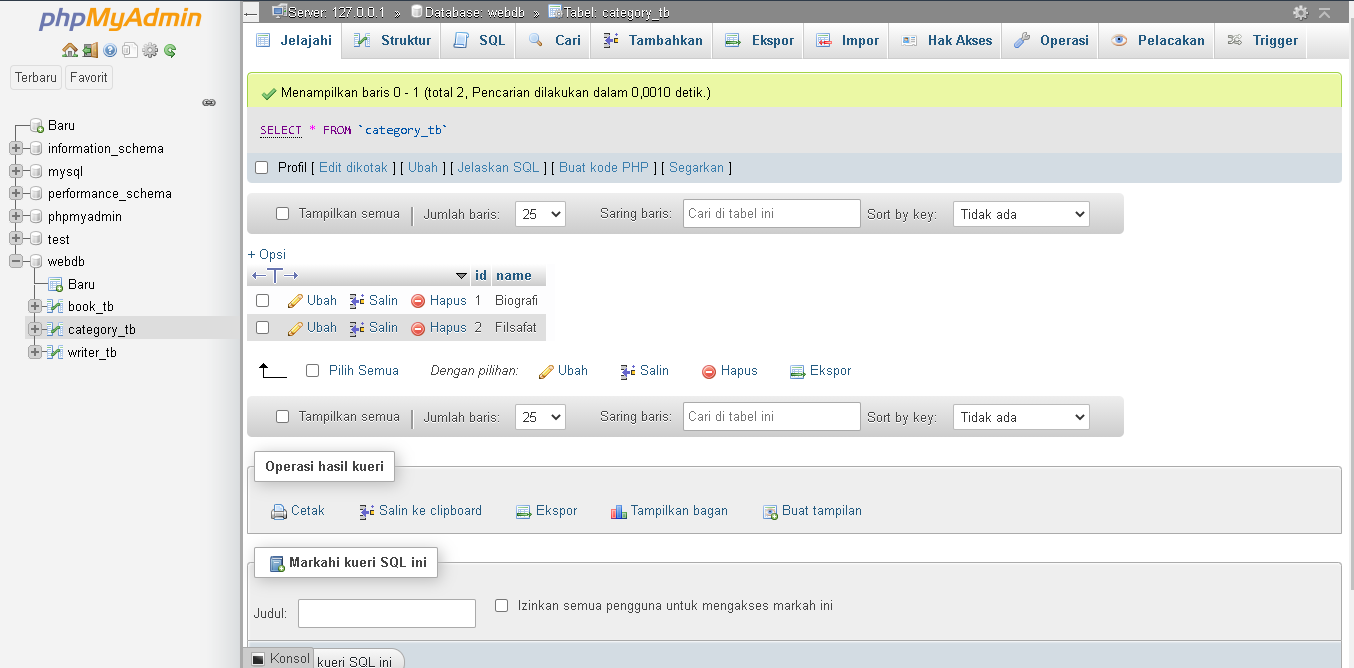 phpMyAdmin
Terbaru Favorit
Baru
information_schema
mysql
performance_schema
phpmyadmin
test
webdb
Baru
book_tb
category_tb
writer_tb
Server: 127.0.0.1 » Database: webdb » Tabel: category_tb
Jelajahi Struktur SQL Cari Tambahkan Ekspor Impor Hak Akses Operasi Pelacakan Trigger
Menampilkan baris 0 - 1 (total 2, Pencarian dilakukan dalam 0,0010 detik.)
SELECT * FROM `category_tb`
Profil [ Edit dikotak ] [ Ubah ] [ Jelaskan SQL ] [ Buat kode PHP ] [ Segarkan ]
Tampilkan semua | Jumlah baris: 25 Saring baris: Cari di tabel ini Sort by key: Tidak ada
+ Opsi
←T→ id name
Ubah Salin Hapus 1 Biografi
Ubah Salin Hapus 2 Filsafat
Pilih Semua Dengan pilihan: Ubah Salin Hapus Ekspor
Tampilkan semua | Jumlah baris: 25 Saring baris: Cari di tabel ini Sort by key: Tidak ada
Operasi hasil kueri
Cetak Salin ke clipboard Ekspor Tampilkan bagan Buat tampilan
Markahi kueri SQL ini
Judul: Izinkan semua pengguna untuk mengakses markah ini
Konsol kueri SQL ini